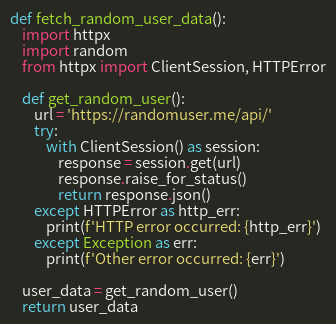 def fetch_random_user_data():
    import httpx
    import random
    from httpx import ClientSession, HTTPError

    def get_random_user():
        url = 'https://randomuser.me/api/'
        try:
            with ClientSession() as session:
                response = session.get(url)
                response.raise_for_status()
                return response.json()
        except HTTPError as http_err:
            print(f'HTTP error occurred: {http_err}')
        except Exception as err:
            print(f'Other error occurred: {err}')

    user_data = get_random_user()
    return user_data